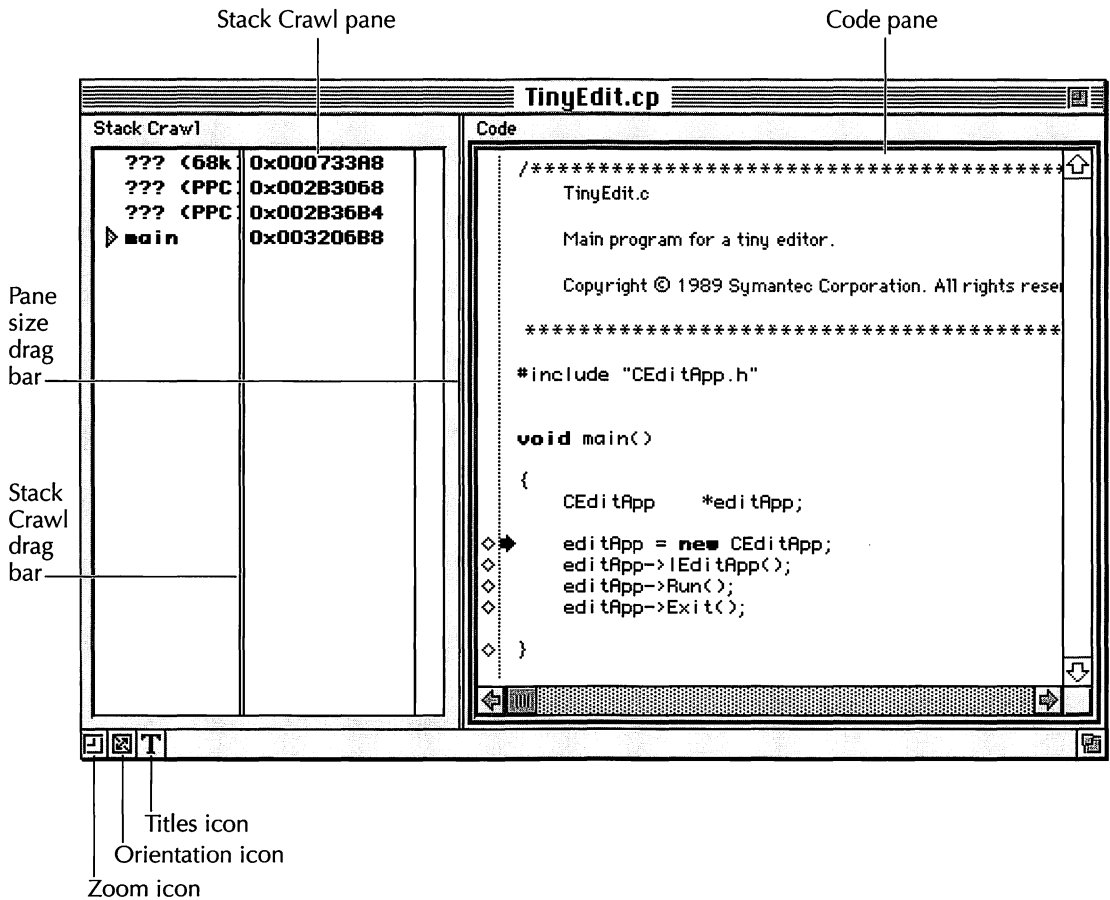 Stack Crawl pane
Code pane
TinyEdit.cp
Stack Crawl
Code
??? (68k) 0x000733A8
??? (PPC) 0x002B3068
??? (PPC) 0x002B36B4
main 0x003206B8
/****************************************
TinyEdit.c
Main program for a tiny editor.
Copyright © 1989 Symantec Corporation. All rights reser
****************************************
#include "CEditApp.h"
void main()
{
CEditApp *editApp;
editApp = new CEditApp;
editApp->IEditApp();
editApp->Run();
editApp->Exit();
}
Pane
size
drag
bar
Stack
Crawl
drag
bar
T
Titles icon
Orientation icon
Zoom icon